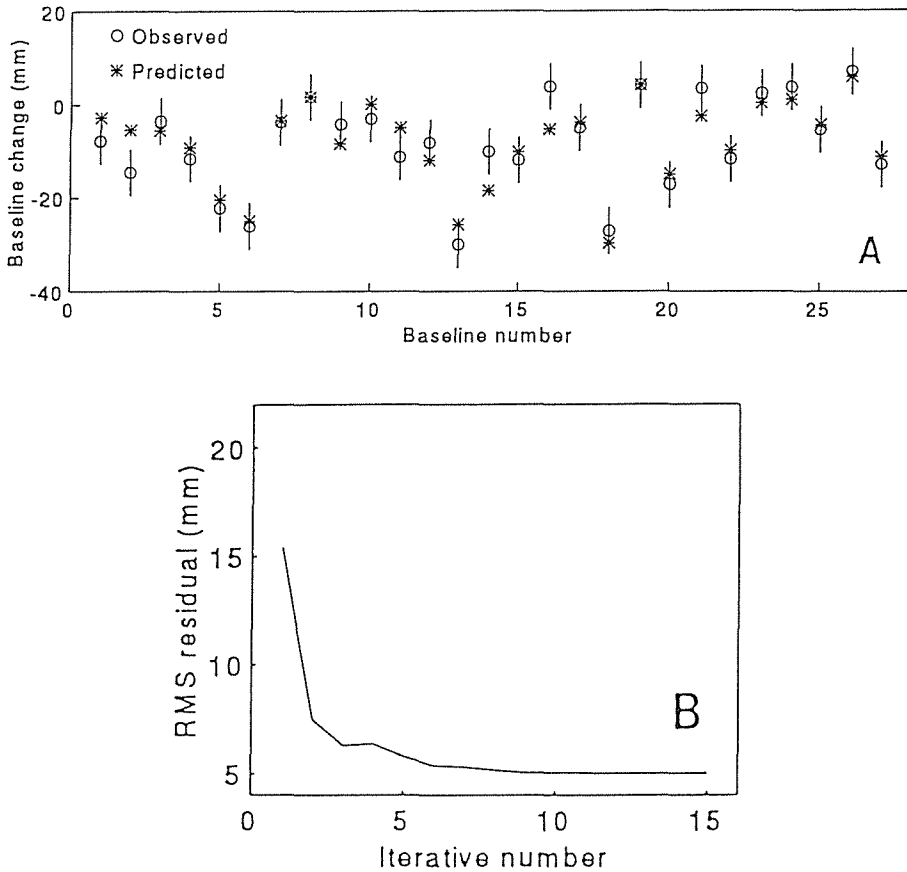 20
0
-20
-40
Baseline change (mm)
Observed
Predicted
A
0 5 10 15 20 25
Baseline number
20
15
10
5
RMS residual (mm)
B
0 5 10 15
Iterative number